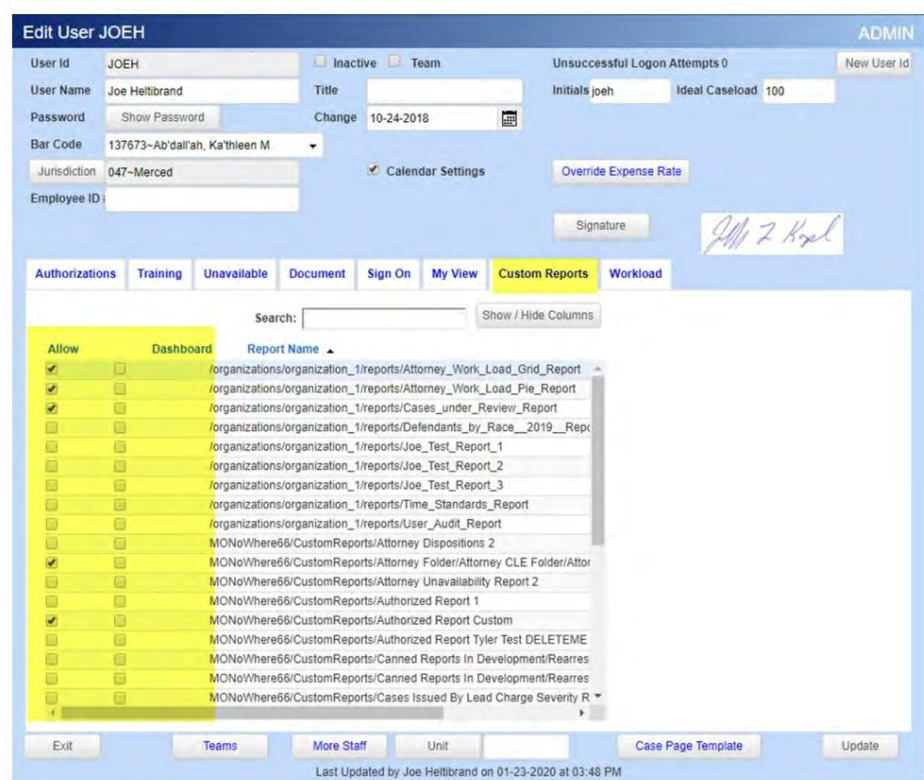 Edit User JOEH ADMIN
User Id JOEH Inactive Team Unsuccessful Logon Attempts 0 New User Id
User Name Joe Heltibrand Title Initials joeh Ideal Caseload 100
Password Show Password Change 10-24-2018
Bar Code 137673~Ab'dall'ah, Ka'thleen M
Jurisdiction 047~Merced Calendar Settings Override Expense Rate
Employee ID
Signature
Authorizations Training Unavailable Document Sign On My View Custom Reports Workload
Search: Show / Hide Columns
Allow Dashboard Report Name
/organizations/organization_1/reports/Attorney_Work_Load_Grid_Report
/organizations/organization_1/reports/Attorney_Work_Load_Pie_Report
/organizations/organization_1/reports/Cases_under_Review_Report
/organizations/organization_1/reports/Defendants_by_Race__2019__Repo
/organizations/organization_1/reports/Joe_Test_Report_1
/organizations/organization_1/reports/Joe_Test_Report_2
/organizations/organization_1/reports/Joe_Test_Report_3
/organizations/organization_1/reports/Time_Standards_Report
/organizations/organization_1/reports/User_Audit_Report
MONoWhere66/CustomReports/Attorney Dispositions 2
MONoWhere66/CustomReports/Attorney Folder/Attorney CLE Folder/Attor
MONoWhere66/CustomReports/Attorney Unavailability Report 2
MONoWhere66/CustomReports/Authorized Report 1
MONoWhere66/CustomReports/Authorized Report Custom
MONoWhere66/CustomReports/Authorized Report Tyler Test DELETEME
MONoWhere66/CustomReports/Canned Reports In Development/Rearres
MONoWhere66/CustomReports/Canned Reports In Development/Rearres
MONoWhere66/CustomReports/Cases Issued By Lead Charge Severity R
Exit Teams More Staff Unit Case Page Template Update
Last Updated by Joe Heltibrand on 01-23-2020 at 03:48 PM